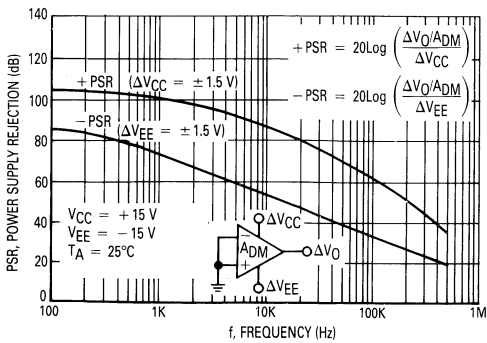 140
120
100
80
60
40
20
0
PSR, POWER SUPPLY REJECTION (dB)
+PSR = 20Log (ΔVO/ADM / ΔVCC)
−PSR = 20Log (ΔVO/ADM / ΔVEE)
+PSR (ΔVCC = ±1.5 V)
−PSR (ΔVEE = ±1.5 V)
VCC = +15 V
VEE = −15 V
TA = 25°C
ΔVCC
−
ADM
+
ΔVO
ΔVEE
100 1K 10K 100K 1M
f, FREQUENCY (Hz)